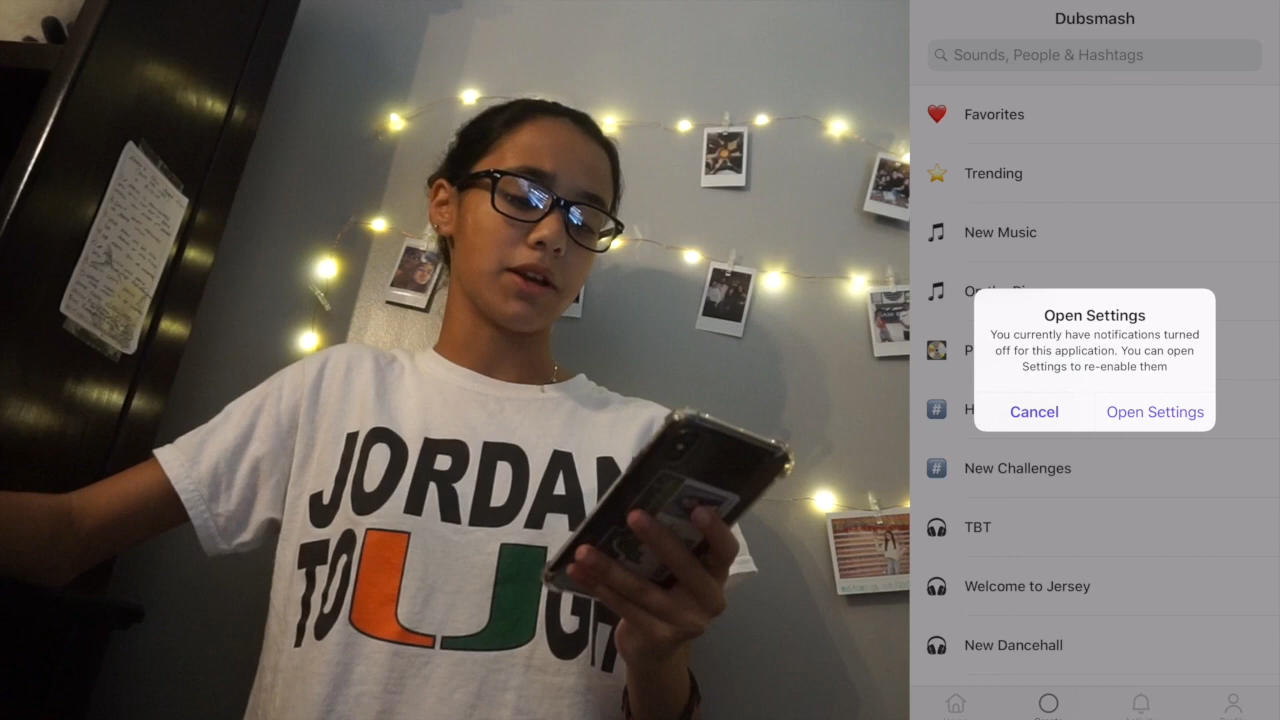 JORDAN
TOUGH
Dubsmash
Sounds, People & Hashtags
Favorites
Trending
New Music
Open Settings
You currently have notifications turned
off for this application. You can open
Settings to re-enable them
Cancel
Open Settings
New Challenges
TBT
Welcome to Jersey
New Dancehall